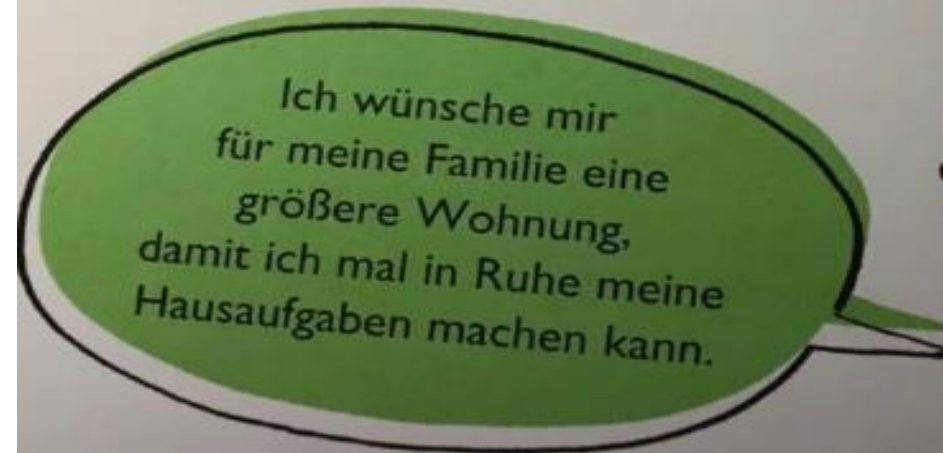 Ich wünsche mir
für meine Familie eine
größere Wohnung,
damit ich mal in Ruhe meine
Hausaufgaben machen kann.